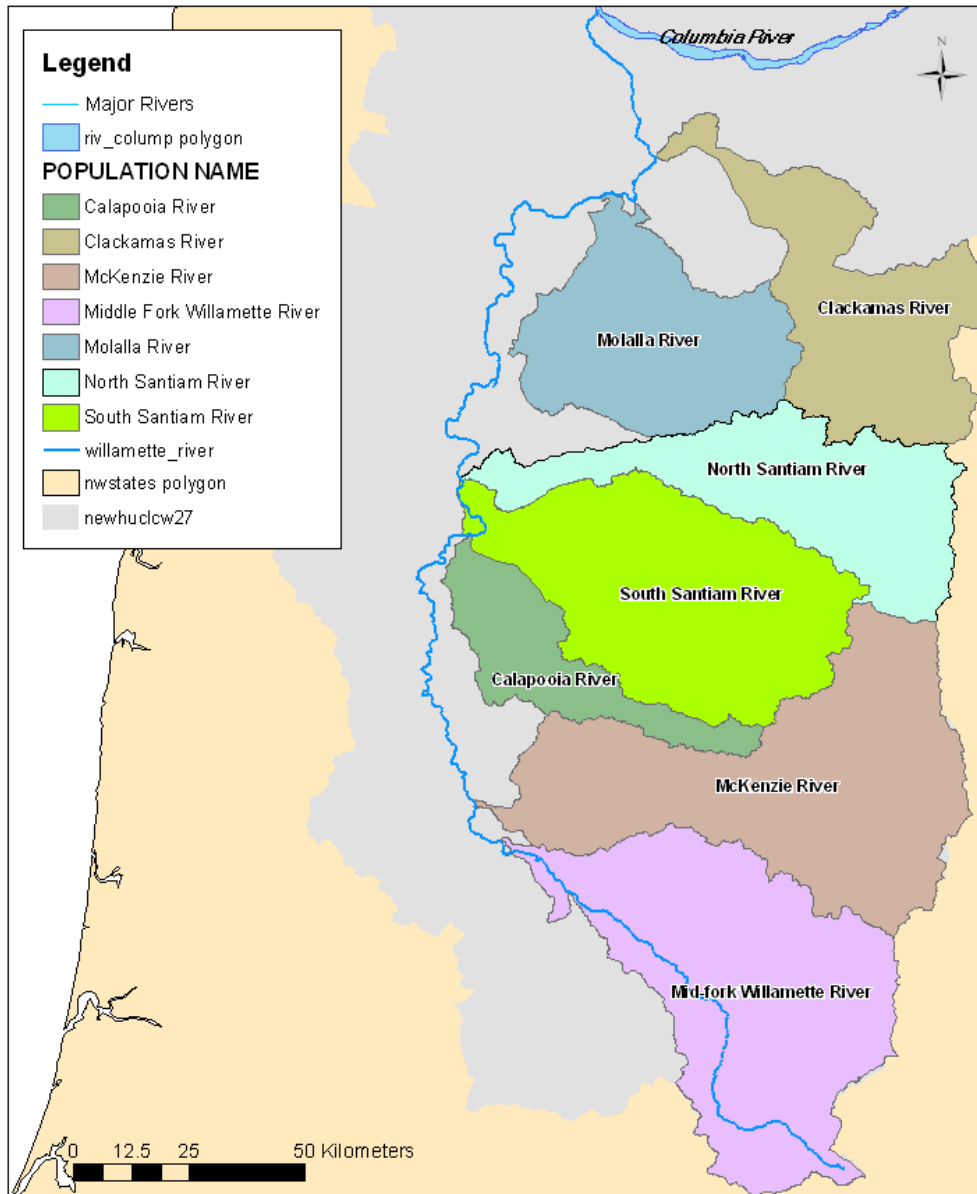 Columbia River
N
Legend
Major Rivers
riv_colump polygon
POPULATION NAME
Calapooia River
Clackamas River
McKenzie River
Middle Fork Willamette River
Molalla River
North Santiam River
South Santiam River
willamette_river
nwstates polygon
newhuclcw27
Clackamas River
Molalla River
North Santiam River
South Santiam River
Calapooia River
McKenzie River
Mid-fork Willamette River
0 12.5 25 50 Kilometers